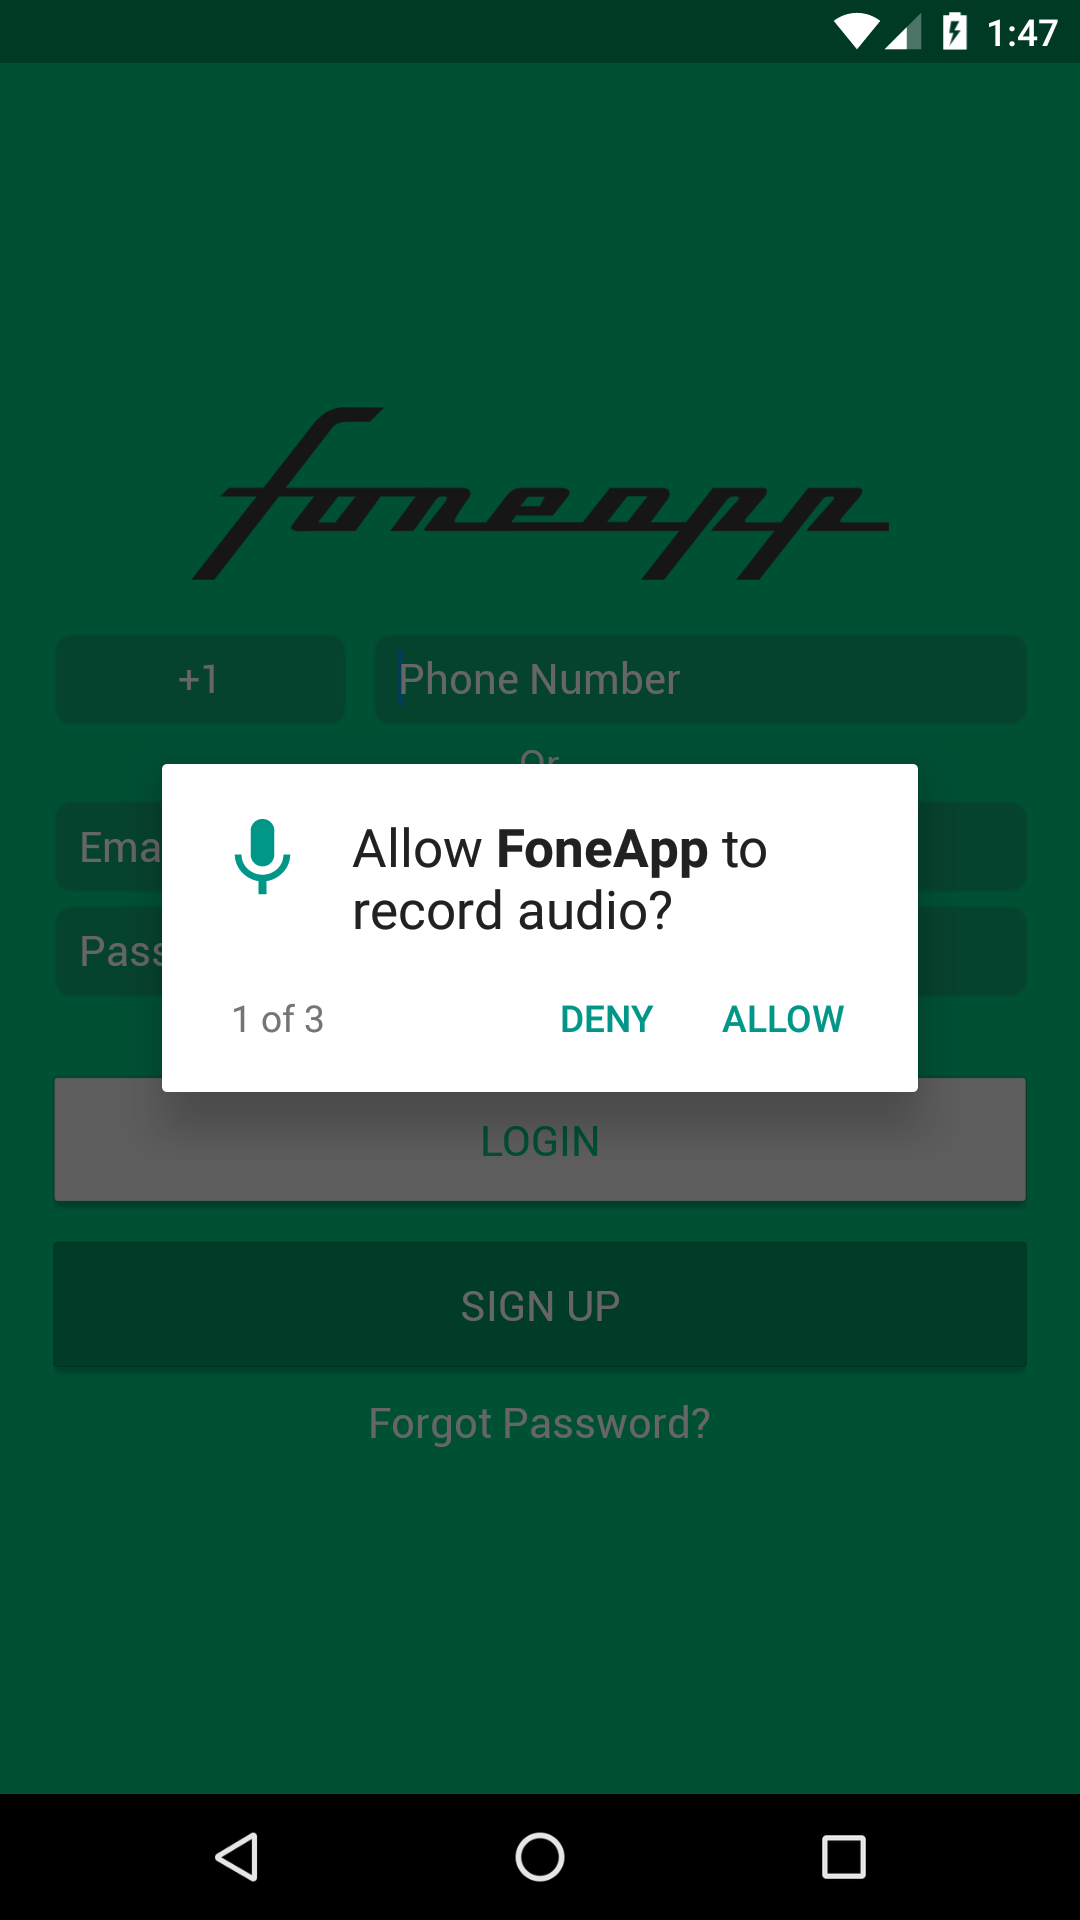 1:47
foneapp
+1
Phone Number
Or
Ema
Pass
Allow FoneApp to
record audio?
1 of 3
DENY
ALLOW
LOGIN
SIGN UP
Forgot Password?